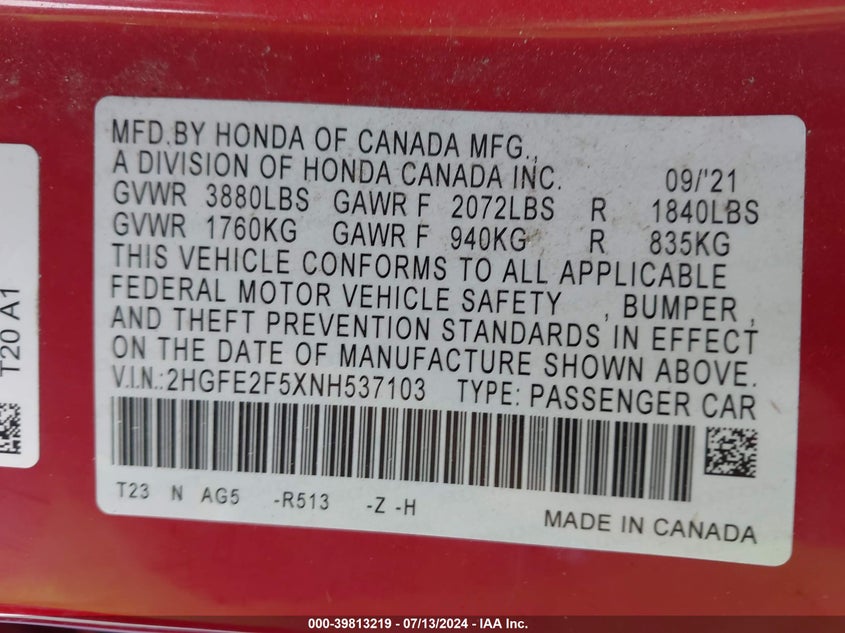 MFD.BY HONDA OF CANADA MFG.,
A DIVISION OF HONDA CANADA INC. 09/'21
GVWR 3880LBS GAWR F 2072LBS R 1840LBS
GVWR 1760KG GAWR F 940KG R 835KG
THIS VEHICLE CONFORMS TO ALL APPLICABLE
FEDERAL MOTOR VEHICLE SAFETY , BUMPER ,
AND THEFT PREVENTION STANDARDS IN EFFECT
ON THE DATE OF MANUFACTURE SHOWN ABOVE.
V.I.N.:2HGFE2F5XNH537103 TYPE: PASSENGER CAR
T23 N AG5 -R513 -Z -H
MADE IN CANADA
T20 A1
000-39813219 - 07/13/2024 - IAA Inc.